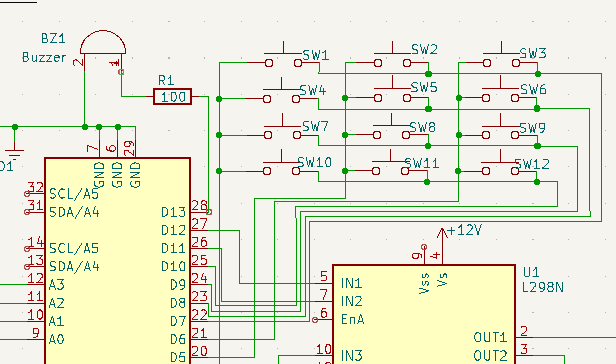 BZ1
Buzzer
2
1
R1
100
SW1
SW2
SW3
SW4
SW5
SW6
SW7
SW8
SW9
SW10
SW11
SW12
7
6
29
GND
GND
GND
32 SCL/A5
31 SDA/A4
D13 28
D12 27
14 SCL/A5
D11 26
13 SDA/A4
D10 25
12 A3
D9 24
11 A2
D8 23
10 A1
D7 22
9 A0
D6 21
D5 20
+12V
9
4
Vss
Vs
U1
L298N
5 IN1
7 IN2
6 EnA
OUT1 2
10 IN3
OUT2 3